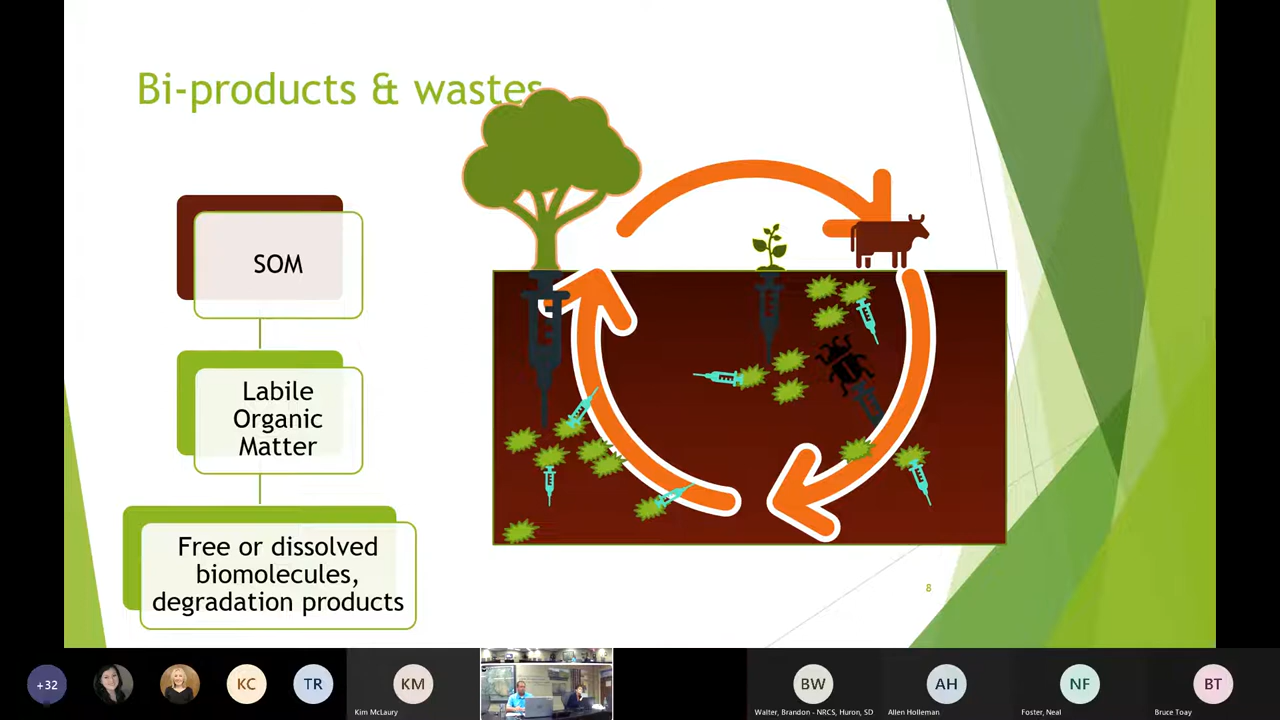 Bi-products & wastes
SOM
Labile
Organic
Matter
Free or dissolved
biomolecules,
degradation products
8
+32
KC
TR
KM
Kim McLaury
BW
Walter, Brandon - NRCS, Huron, SD
AH
Allen Holleman
NF
Foster, Neal
BT
Bruce Toay